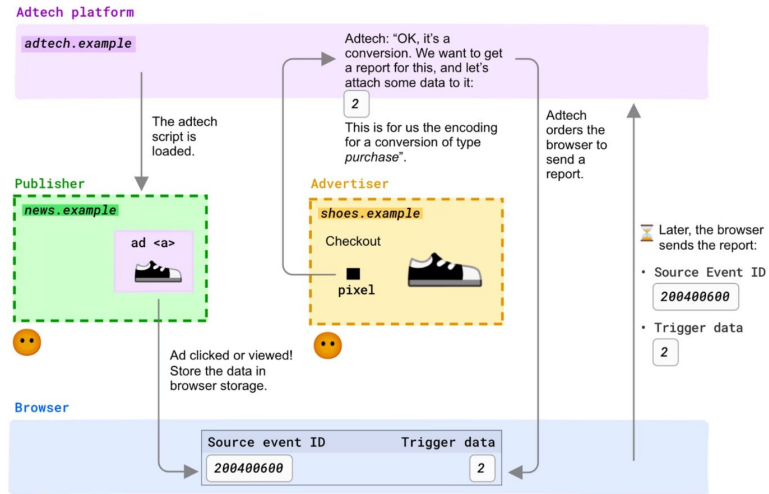 Adtech platform
adtech.example
Adtech: “OK, it’s a
conversion. We want to get
a report for this, and let’s
attach some data to it:
2
This is for us the encoding
for a conversion of type
purchase”.
The adtech
script is
loaded.
Adtech
orders the
browser to
send a
report.
Publisher
news.example
ad <a>
Advertiser
shoes.example
Checkout
pixel
Later, the browser
sends the report:
• Source Event ID
200400600
• Trigger data
2
Ad clicked or viewed!
Store the data in
browser storage.
Browser
Source event ID Trigger data
200400600 2